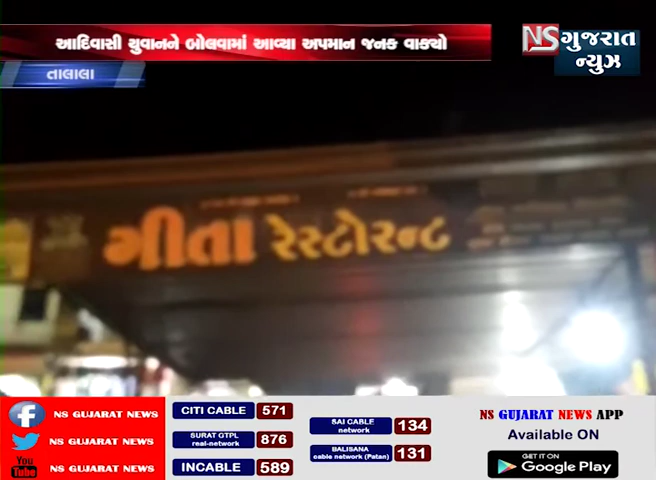 આદિવાસી યુવાનને બોલવામાં આવ્યા અપમાન જનક વાક્યો
NS ગુજરાત
ન્યુઝ
તાલાલા
ગીતા રેસ્ટોરન્ટ
NS GUJARAT NEWS
NS GUJARAT NEWS
You
Tube NS GUJARAT NEWS
CITI CABLE 571
SURAT GTPL
real-network 876
INCABLE 589
SAI CABLE
network 134
BALISANA
cable network (Patan) 131
NS GUJARAT NEWS APP
Available ON
GET IT ON
Google Play